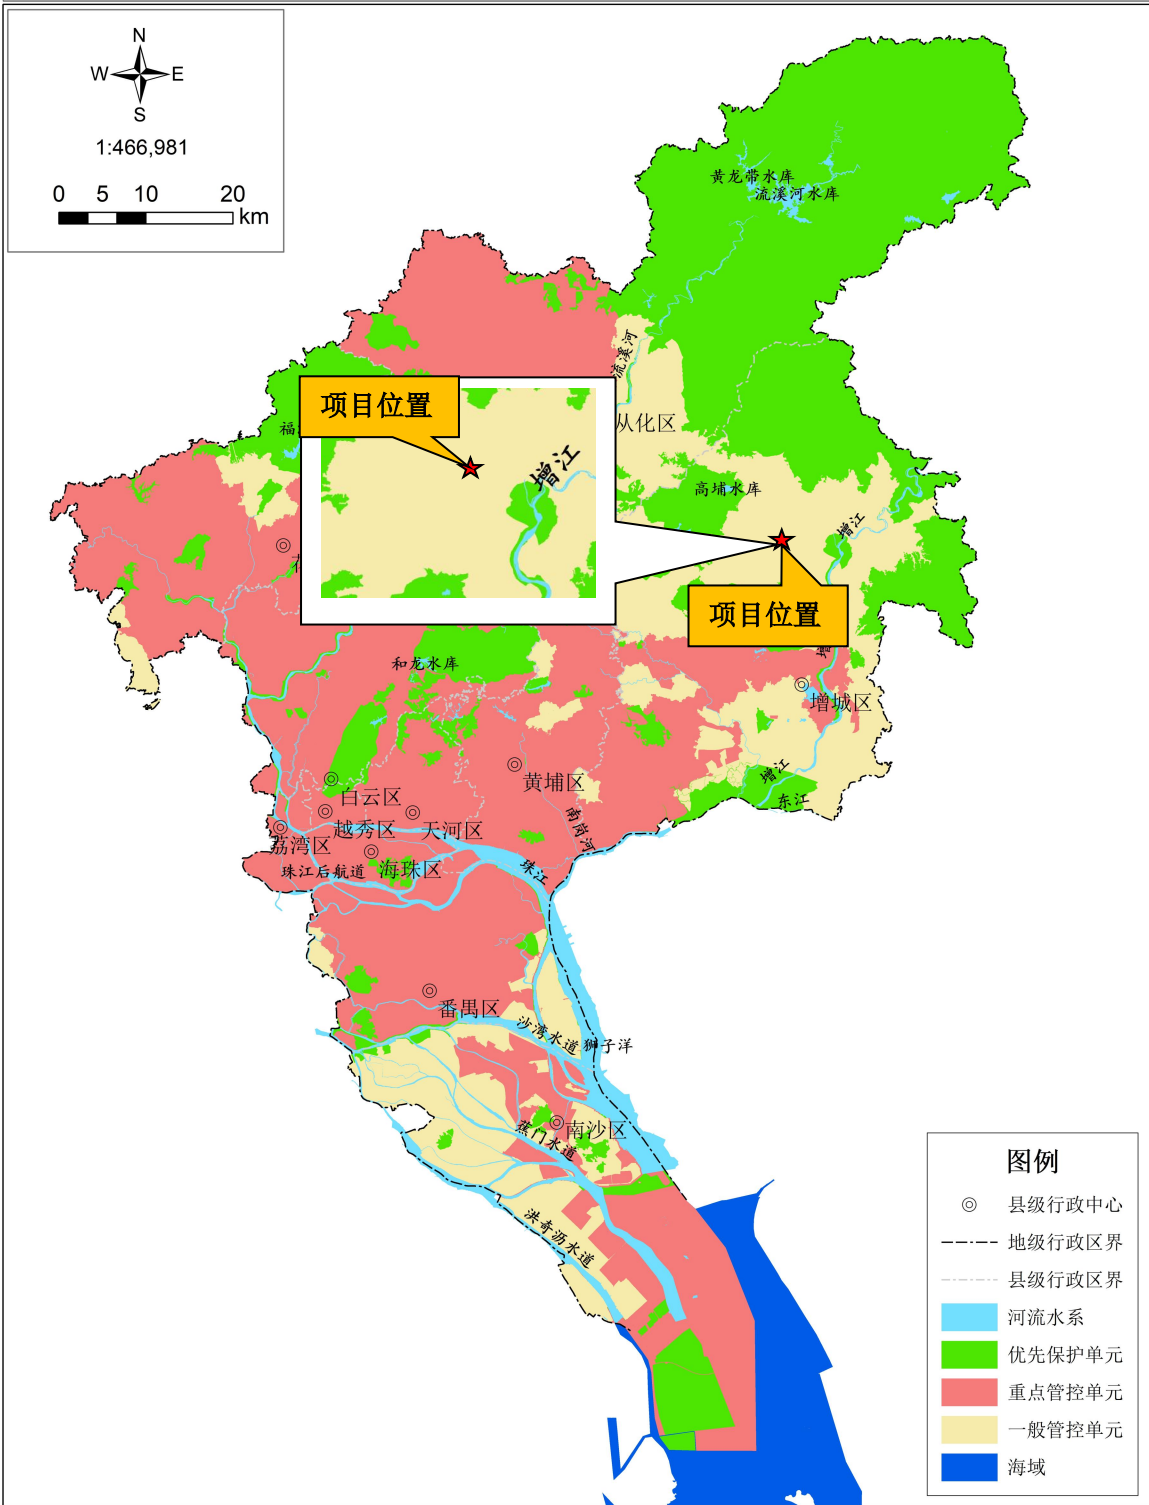 N
W E
S
1:466,981
0 5 10 20
km
黄龙带水库
流溪河水库
流溪河
从化区
项目位置
福
增江
高埔水库
增江
花
项目位置
增
和龙水库
增城区
黄埔区
增江
东江
白云区
南岗河
越秀区
天河区
荔湾区
海珠区
珠江后航道
珠江
番禺区
沙湾水道
狮子洋
南沙区
蕉门水道
洪奇沥水道
图例
县级行政中心
地级行政区界
县级行政区界
河流水系
优先保护单元
重点管控单元
一般管控单元
海域